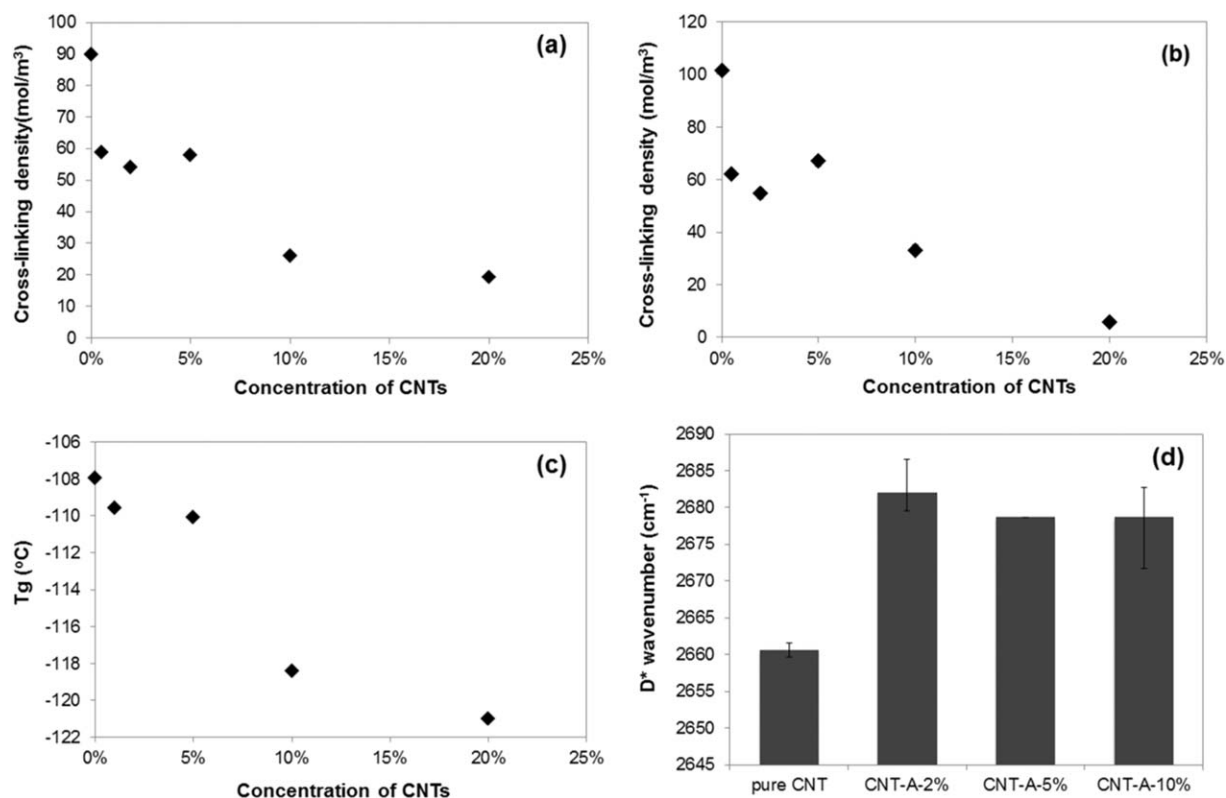 (a)
Cross-linking density(mol/m³)
100
90
80
70
60
50
40
30
20
10
0
0% 5% 10% 15% 20% 25%
Concentration of CNTs
(b)
Cross-linking density (mol/m³)
120
100
80
60
40
20
0
0% 5% 10% 15% 20% 25%
Concentration of CNTs
(c)
Tg (°C)
-106
-108
-110
-112
-114
-116
-118
-120
-122
0% 5% 10% 15% 20% 25%
Concentration of CNTs
(d)
D* wavenumber (cm⁻¹)
2690
2685
2680
2675
2670
2665
2660
2655
2650
2645
pure CNT CNT-A-2% CNT-A-5% CNT-A-10%